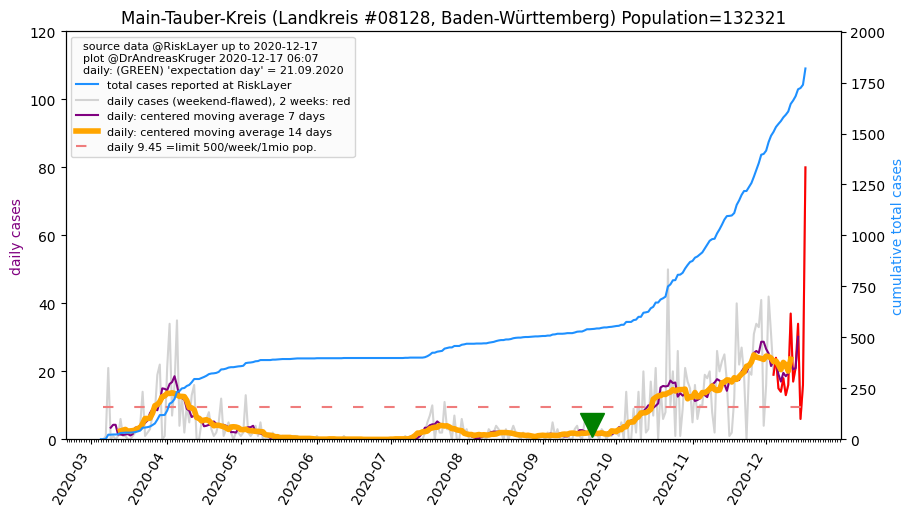 Main-Tauber-Kreis (Landkreis #08128, Baden-Württemberg) Population=132321
source data @RiskLayer up to 2020-12-17
plot @DrAndreasKruger 2020-12-17 06:07
daily: (GREEN) 'expectation day' = 21.09.2020
total cases reported at RiskLayer
daily cases (weekend-flawed), 2 weeks: red
daily: centered moving average 7 days
daily: centered moving average 14 days
daily 9.45 =limit 500/week/1mio pop.
daily cases
120
100
80
60
40
20
0
2000
1750
1500
1250
1000
750
500
250
0
cumulative total cases
2020-03
2020-04
2020-05
2020-06
2020-07
2020-08
2020-09
2020-10
2020-11
2020-12